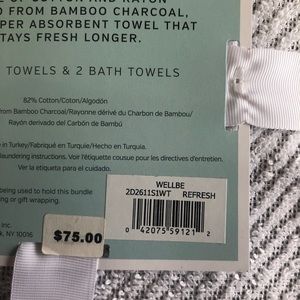 E OF COTTON AND RAYON
D FROM BAMBOO CHARCOAL,
PER ABSORBENT TOWEL THAT
TAYS FRESH LONGER.
TOWELS & 2 BATH TOWELS
82% Cotton/Coton/Algodón
from Bamboo Charcoal/Rayonne dérivé du Charbon de Bambou/
Rayón derivado del Carbón de Bambú
e in Turkey/Fabriqué en Turquie/Hecho en Turquía.
laundering instructions. Voir l'étiquette cousue pour les directives d'entretien.
Ver la etiqueta para el cuidado.
being used to hold this bundle
ing or gift wrapping.
WELLBE
2D2611S1WT REFRESH
0 42075 59121 2
Inc.
rk, NY 10016
$75.00